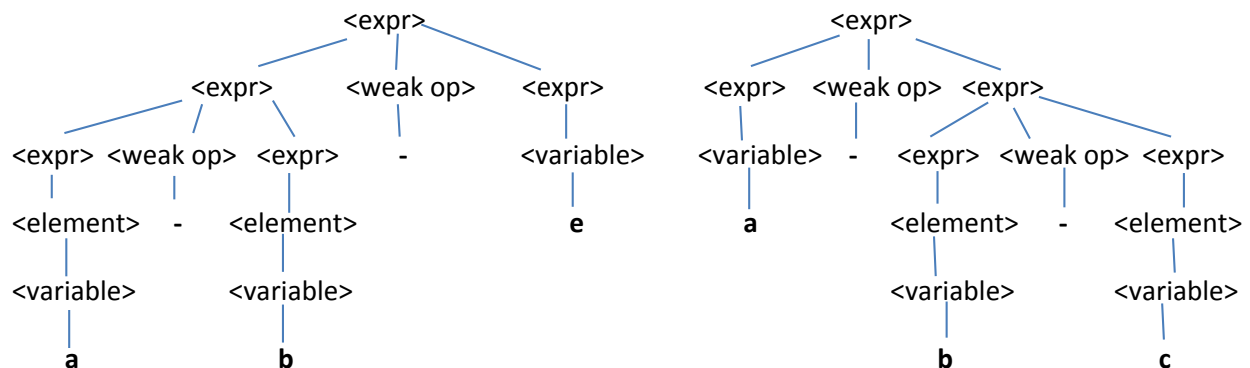 <expr> <expr>
<expr> <weak op> <expr> <expr> <weak op> <expr>
<expr> <weak op> <expr> - <variable> <variable> - <expr> <weak op> <expr>
<element> - <element> e a <element> - <element>
<variable> <variable> <variable> <variable>
a b b c